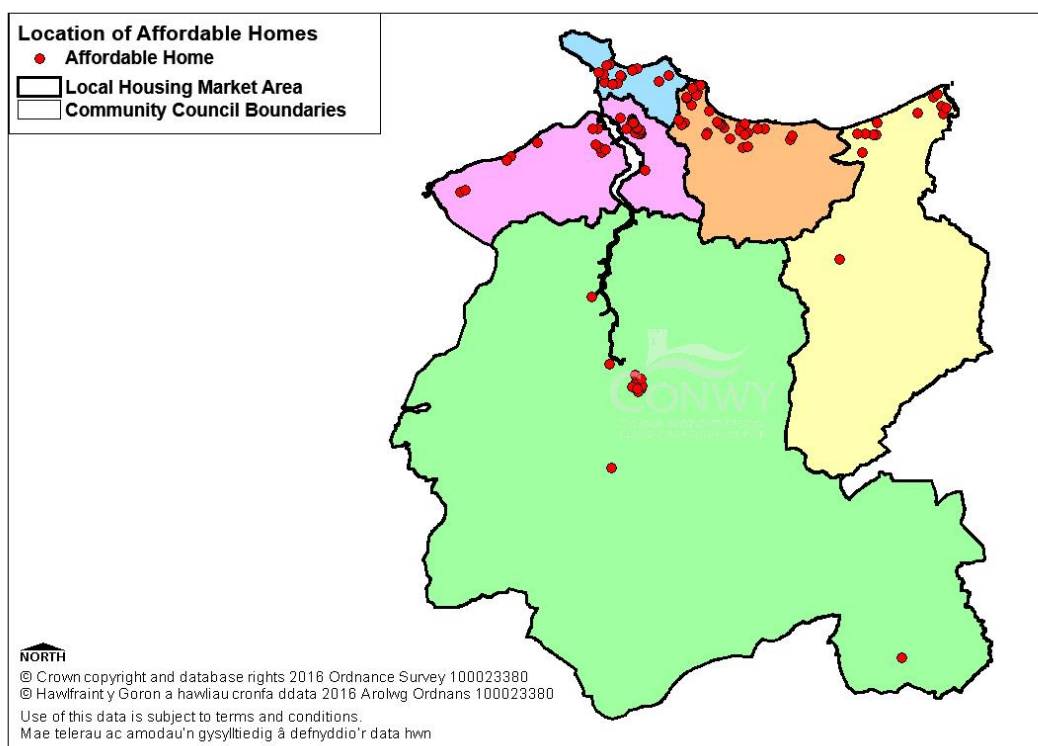 Location of Affordable Homes
Affordable Home
Local Housing Market Area
Community Council Boundaries
CONWY
NORTH
© Crown copyright and database rights 2016 Ordnance Survey 100023380
© Hawlfraint y Goron a hawliau cronfa ddata 2016 Arolwg Ordnans 100023380
Use of this data is subject to terms and conditions.
Mae telerau ac amodau'n gysylltiedig â defnyddio'r data hwn